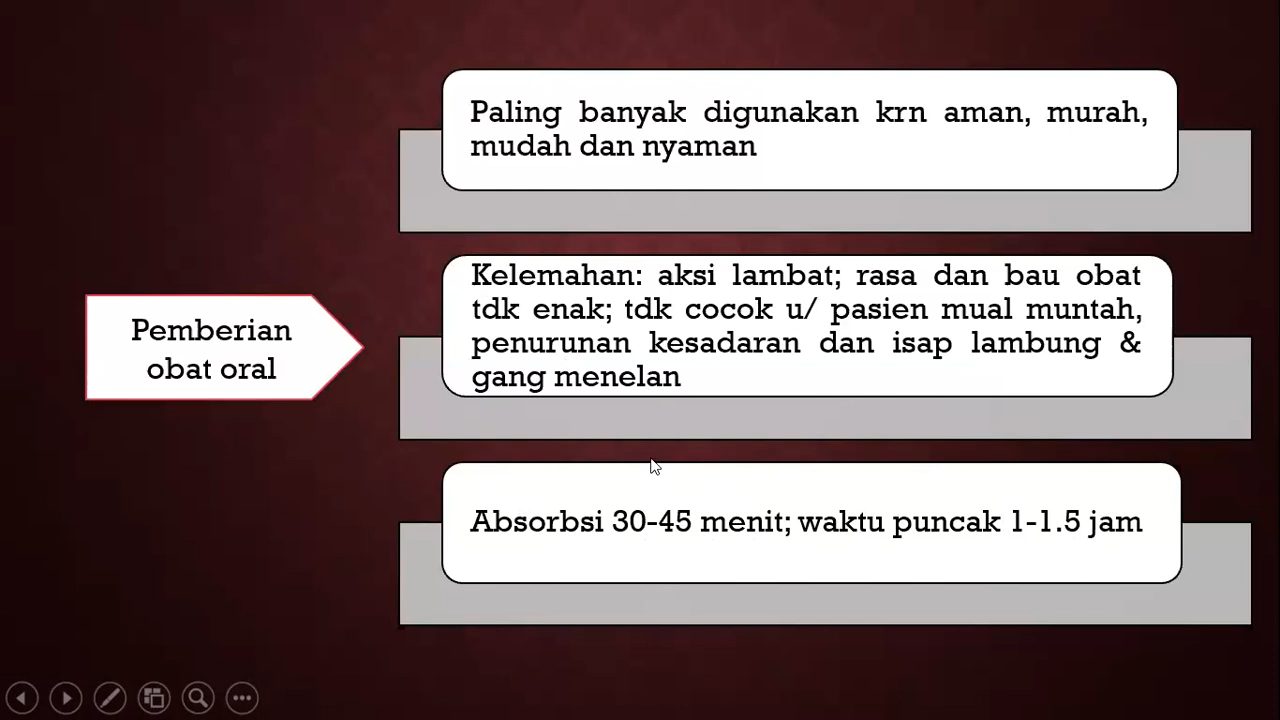 Paling banyak digunakan krn aman, murah,
mudah dan nyaman
Pemberian
obat oral
Kelemahan: aksi lambat; rasa dan bau obat
tdk enak; tdk cocok u/ pasien mual muntah,
penurunan kesadaran dan isap lambung &
gang menelan
Absorbsi 30-45 menit; waktu puncak 1-1.5 jam